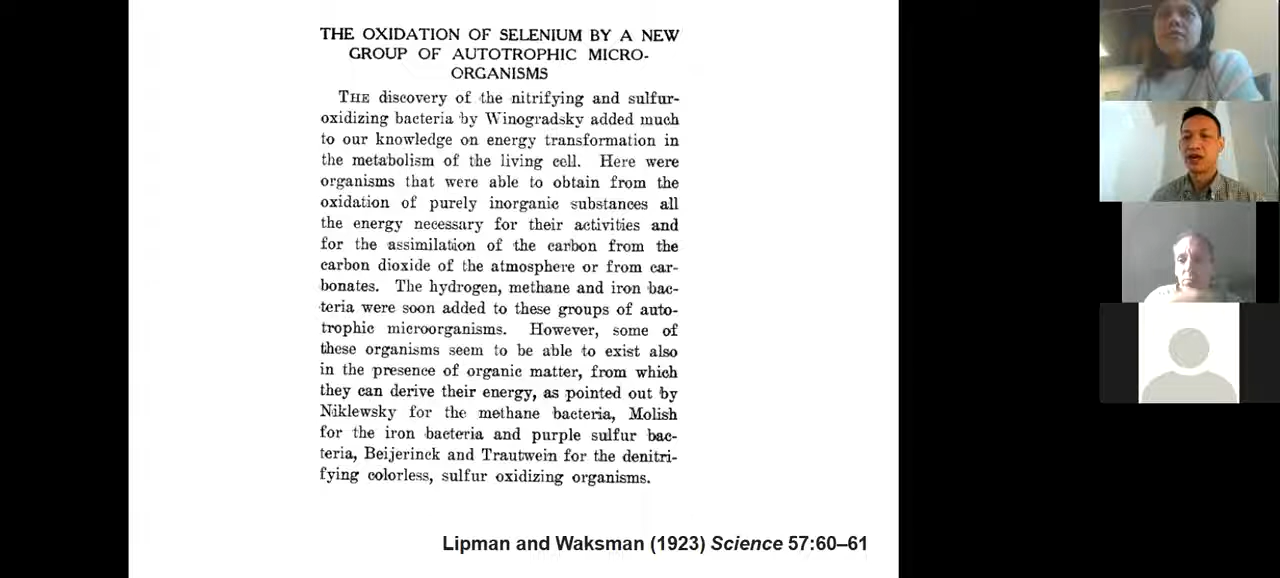 THE OXIDATION OF SELENIUM BY A NEW
GROUP OF AUTOTROPHIC MICRO-
ORGANISMS
THE discovery of the nitrifying and sulfur-
oxidizing bacteria by Winogradsky added much
to our knowledge on energy transformation in
the metabolism of the living cell. Here were
organisms that were able to obtain from the
oxidation of purely inorganic substances all
the energy necessary for their activities and
for the assimilation of the carbon from the
carbon dioxide of the atmosphere or from car-
bonates. The hydrogen, methane and iron bac-
teria were soon added to these groups of auto-
trophic microorganisms. However, some of
these organisms seem to be able to exist also
in the presence of organic matter, from which
they can derive their energy, as pointed out by
Niklewsky for the methane bacteria, Molish
for the iron bacteria and purple sulfur bac-
teria, Beijerinck and Trautwein for the denitri-
fying colorless, sulfur oxidizing organisms.
Lipman and Waksman (1923) Science 57:60–61